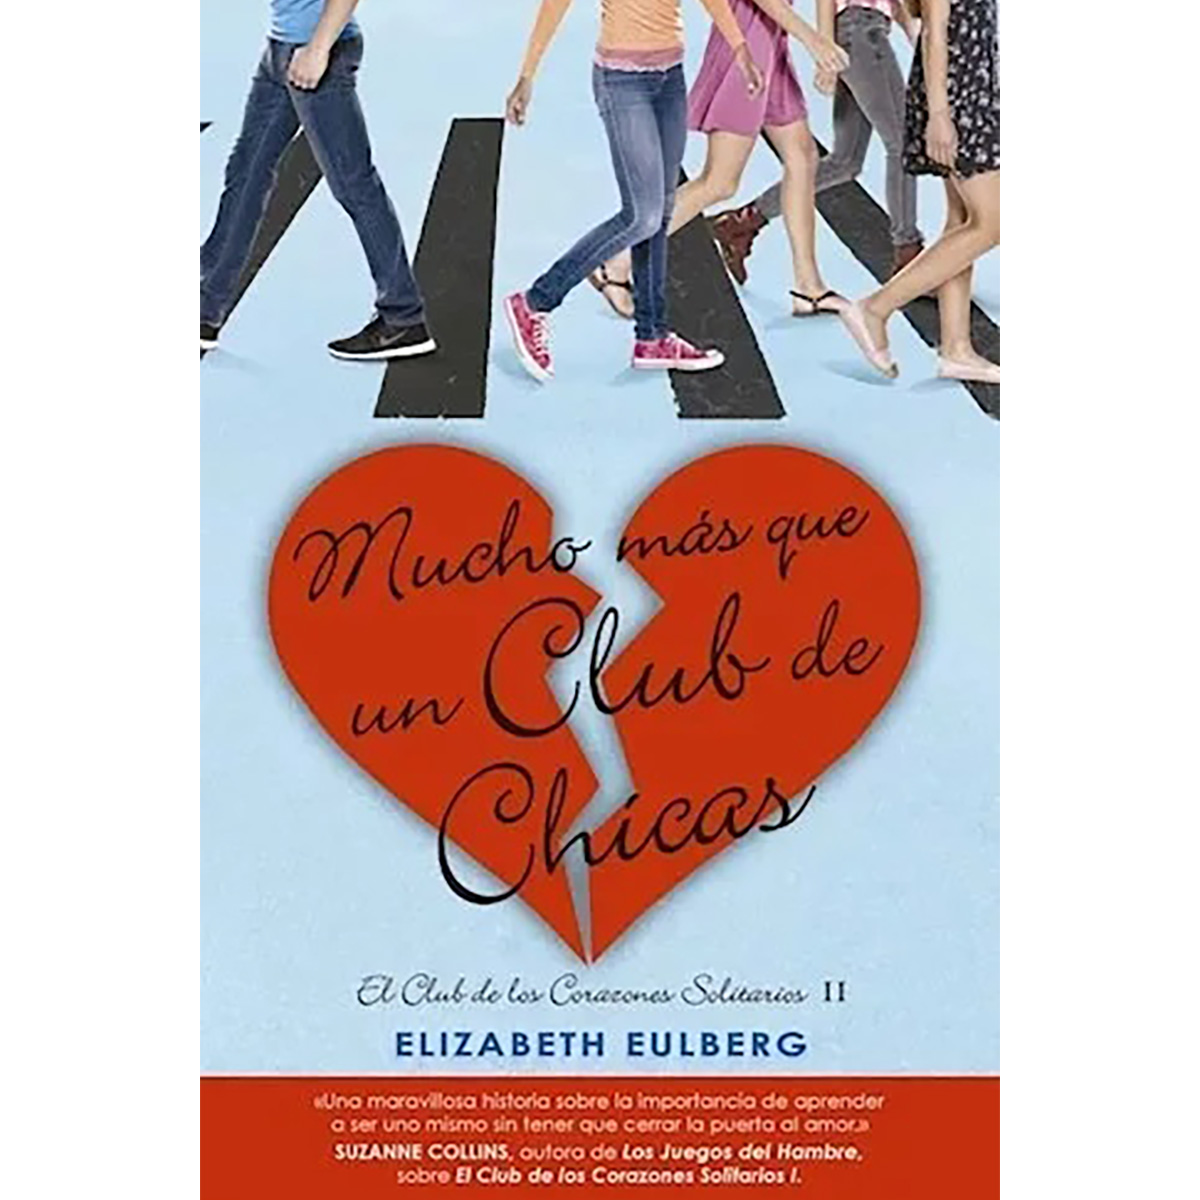 Mucho más que
un Club de
Chicas
El Club de los Corazones Solitarios II
ELIZABETH EULBERG
«Una maravillosa historia sobre la importancia de aprender
a ser uno mismo sin tener que cerrar la puerta al amor.»
SUZANNE COLLINS, autora de Los Juegos del Hambre,
sobre El Club de los Corazones Solitarios I.